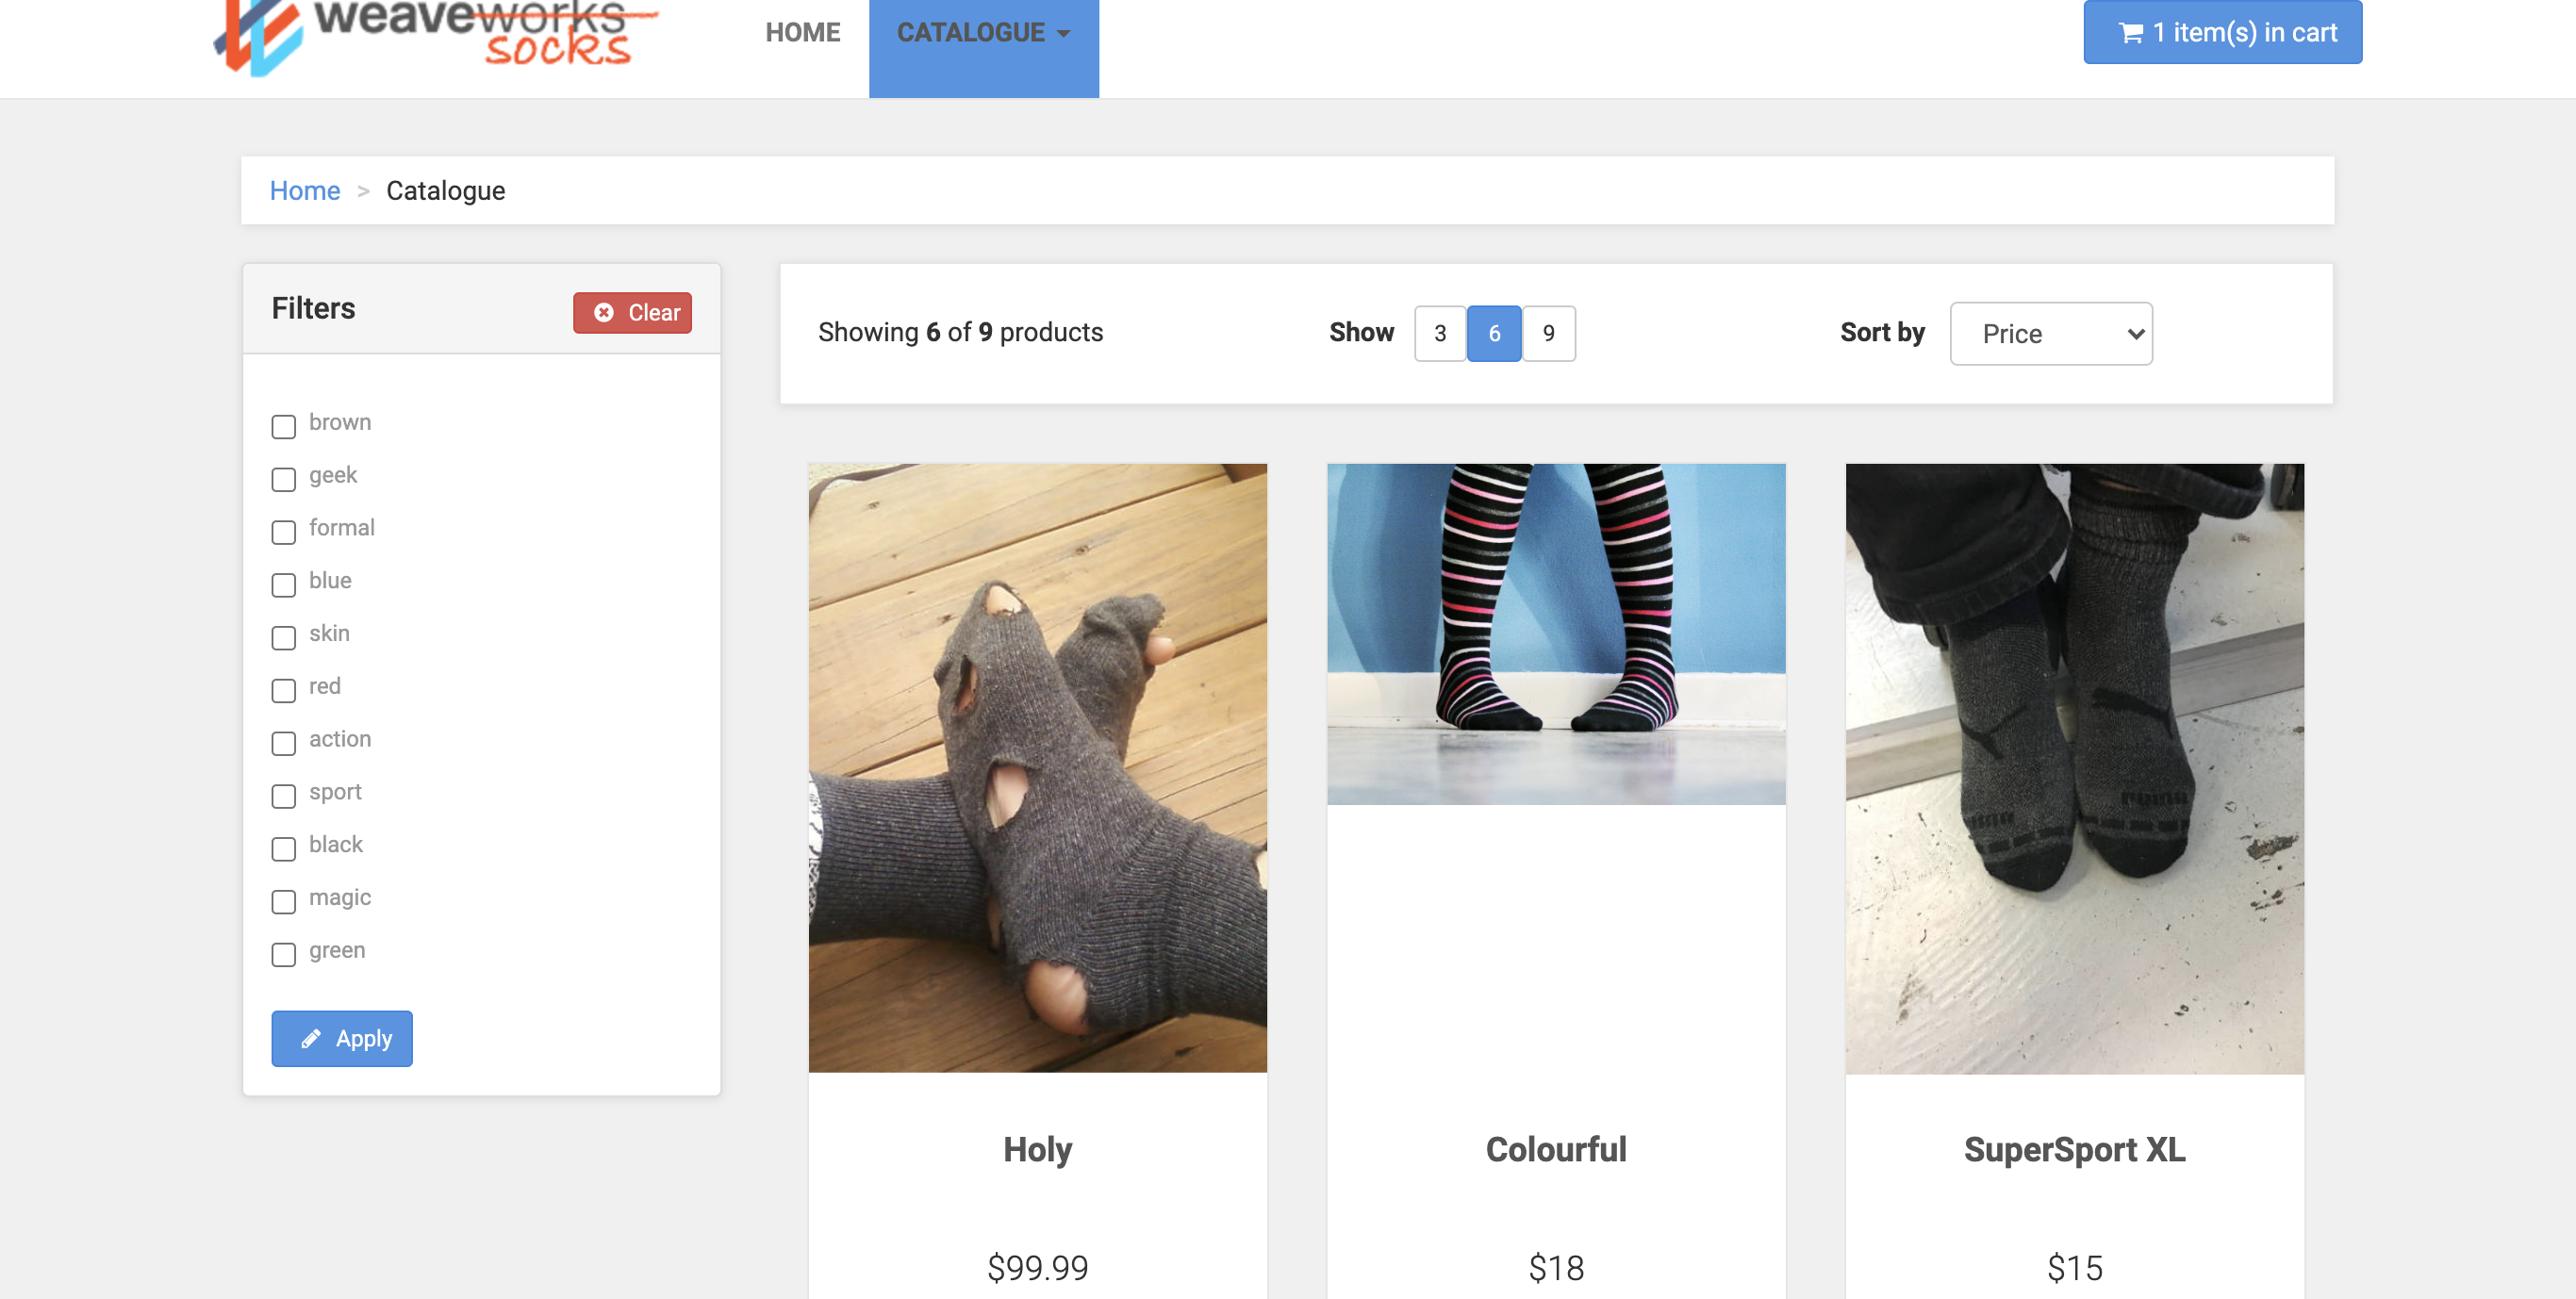 weaveworks
socks
HOME
CATALOGUE
1 item(s) in cart
Home > Catalogue
Filters
Clear
Showing 6 of 9 products
Show 3 6 9
Sort by Price
brown
geek
formal
blue
skin
red
action
sport
black
magic
green
Apply
Holy
Colourful
SuperSport XL
$99.99
$18
$15